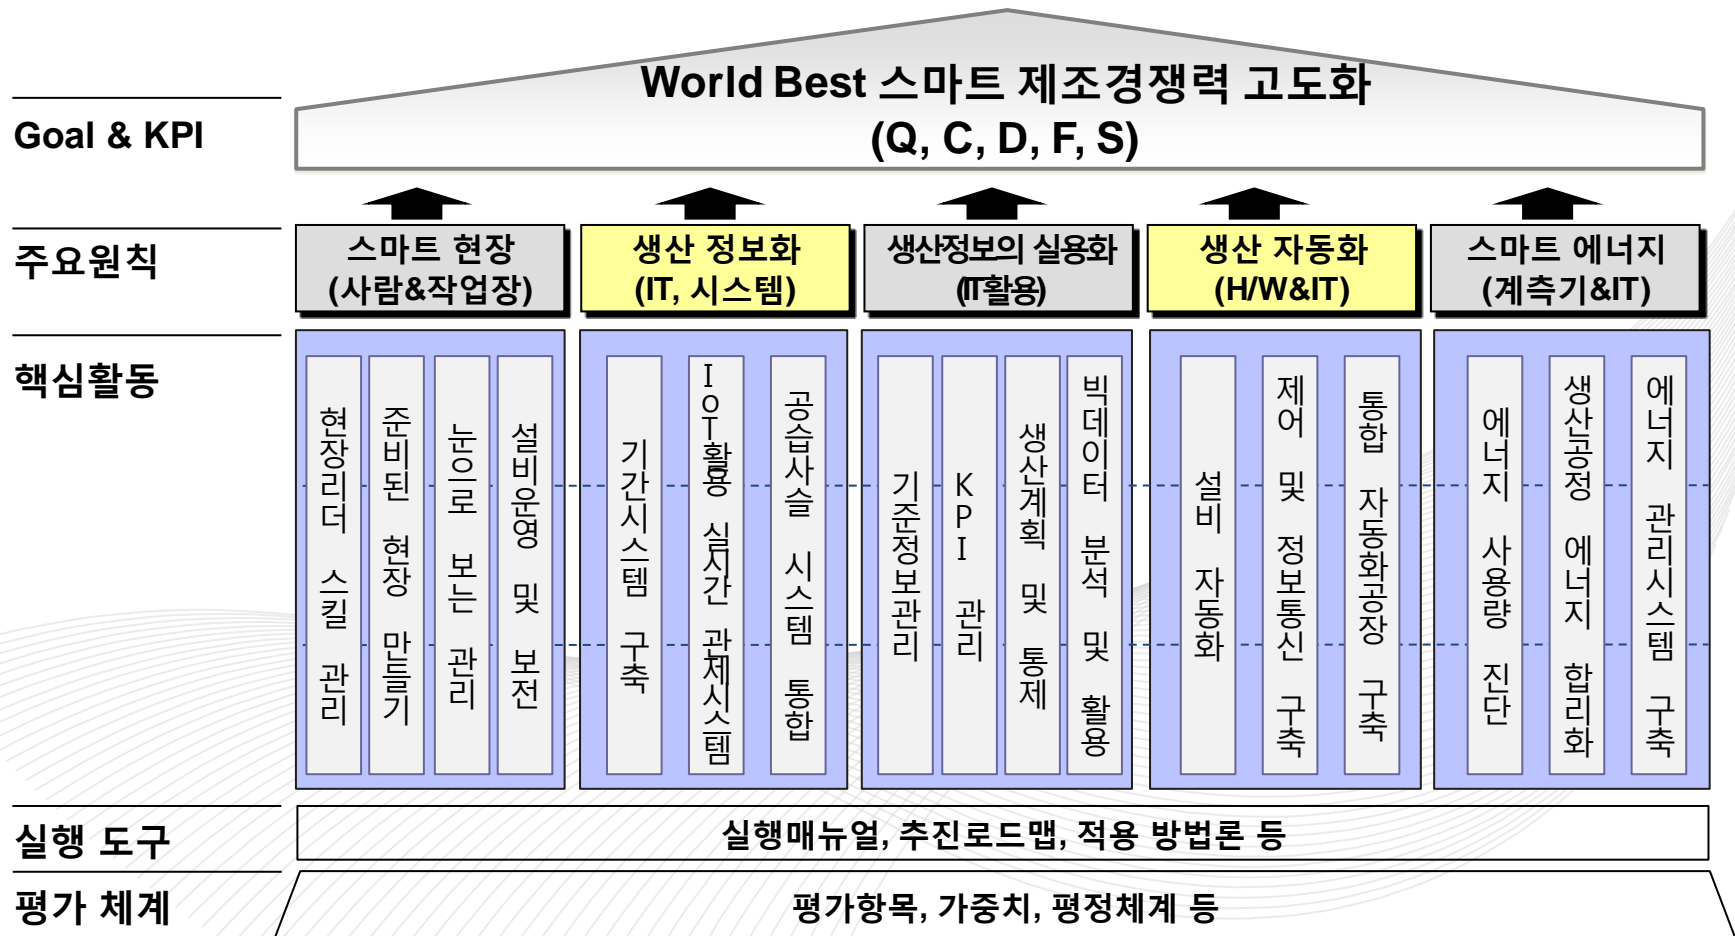 World Best 스마트 제조경쟁력 고도화
(Q, C, D, F, S)
Goal & KPI
주요원칙
스마트 현장
(사람&작업장)
생산 정보화
(IT, 시스템)
생산정보의 실용화
(IT활용)
생산 자동화
(H/W&IT)
스마트 에너지
(계측기&IT)
핵심활동
현장리더 스킬 관리
준비된 현장 만들기
눈으로 보는 관리
설비운영 및 보전
기간시스템 구축
IoT활용 실시간 관제시스템
공습사슬 시스템 통합
기준정보관리
KPI 관리
생산계획 및 통제
빅데이터 분석 및 활용
설비 자동화
제어 및 정보통신 구축
통합 자동화공장 구축
에너지 사용량 진단
생산공정 에너지 합리화
에너지 관리시스템 구축
실행 도구
실행매뉴얼, 추진로드맵, 적용 방법론 등
평가 체계
평가항목, 가중치, 평정체계 등